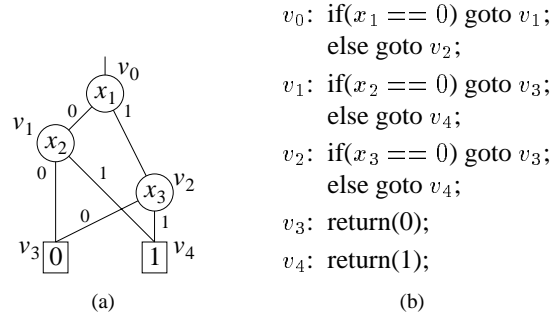 v₀
x₁
0 1
v₁
x₂
0 1
x₃
v₂
0 1
v₃ 0 1 v₄
(a)
v₀: if(x₁ == 0) goto v₁;
else goto v₂;
v₁: if(x₂ == 0) goto v₃;
else goto v₄;
v₂: if(x₃ == 0) goto v₃;
else goto v₄;
v₃: return(0);
v₄: return(1);
(b)